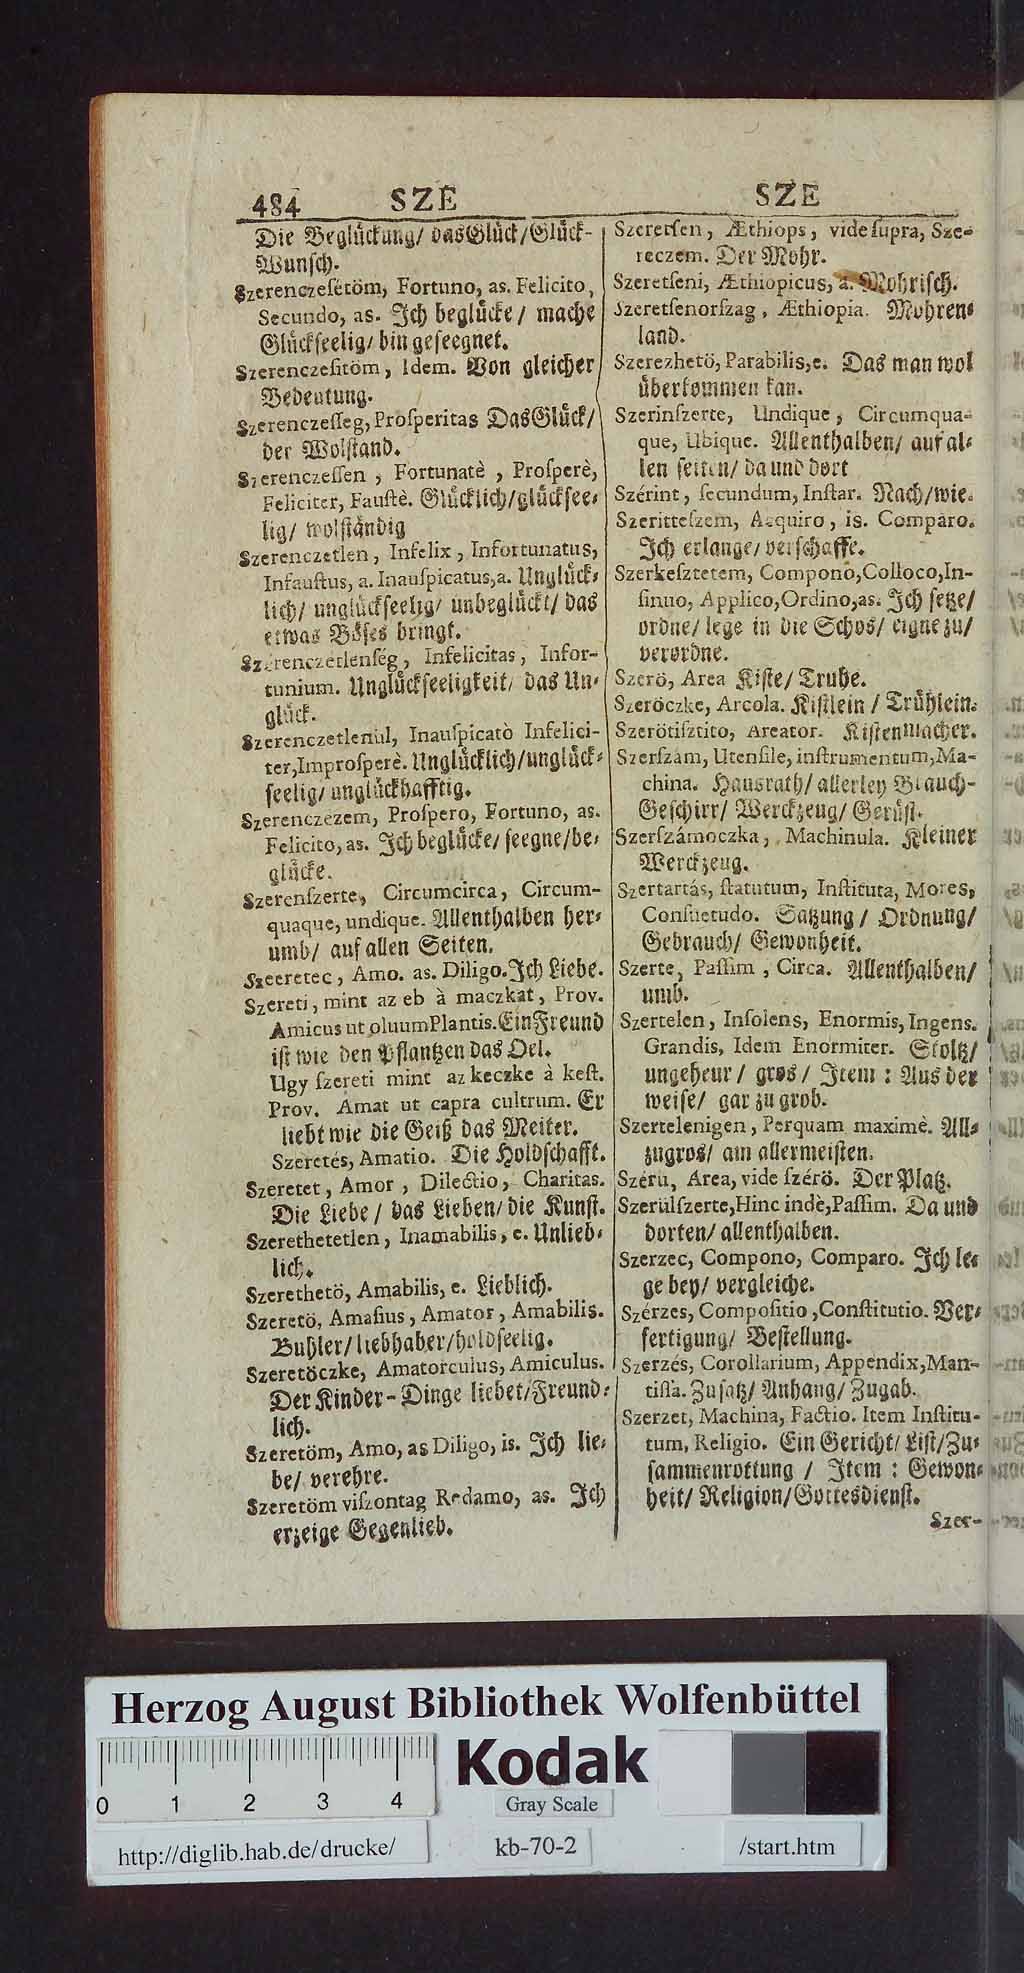 484 SZE SZE
Die Beglückung/ das Glück/Glück-
Wunsch.
Szerenczesétöm, Fortuno, as. Felicito,
Secundo, as. Ich beglücke/ mache
Glückseelig/ bin geseegnet.
Szerenczesitöm, Idem. Von gleicher
Bedeutung.
Szerenczesseg, Prosperitas Das Glück/
der Wolstand.
Szerenczessen, Fortunatè, Prosperè,
Feliciter, Faustè. Glücklich/glücksee-
lig/ wolständig
Szerenczetlen, Infelix, Infortunatus,
Infaustus, a. Inauspicatus, a. Unglück-
lich/ unglückseelig/ unbeglückt/ das
etwas Böses bringt.
Szerenczetlenség, Infelicitas, Infor-
tunium. Unglückseeligkeit/ das Un-
glück.
Szerenczetlenül, Inauspicatò Infelici-
ter, Improsperè. Unglücklich/unglück-
seelig/ unglückhafftig.
Szerenczézem, Prospero, Fortuno, as.
Felicito, as. Ich beglücke/ seegne/be-
glücke.
Szerenszerte, Circumcirca, Circum-
quaque, undique. Allenthalben her-
umb/ auf allen Seiten.
Szeeretec, Amo. as. Diligo. Ich Liebe.
Szereti, mint az eb à maczkat, Prov.
Amicus ut oluum Plantis. Ein Freund
ist wie den Pflantzen das Oel.
Ugy szereti mint az keczke à kest.
Prov. Amat ut capra cultrum. Er
liebt wie die Geiß das Meiter.
Szeretés, Amatio. Die Holdschafft.
Szeretet, Amor, Dilectio, Charitas.
Die Liebe/ das Lieben/ die Kunst.
Szerethetetlen, Inamabilis, e. Unlieb-
lich.
Szerethetö, Amabilis, e. Lieblich.
Szeretö, Amasius, Amator, Amabilis.
Buhler/ liebhaber/holdseelig.
Szeretöczke, Amatorculus, Amiculus.
Der Kinder-Dinge liebet/Freund-
lich.
Szeretöm, Amo, as Diligo, is. Ich lie-
be/ verehre.
Szeretöm viszontag Redamo, as. Ich
erzeige Gegenlieb.
Szeretsen, Æthiops, vide supra, Sze-
reczem. Der Mohr.
Szeretseni, Æthiopicus, a. Mohrisch.
Szeretsenorszag, Æthiopia. Mohren-
land.
Szerezhetö, Parabilis, e. Das man wol
überkommen kan.
Szerinszerte, Undique, Circumqua-
que, Ubique. Allenthalben/ auf al-
len seiten/ da und dort
Szérint, secundum, Instar. Nach/wie.
Szeritteszem, Acquiro, is. Comparo.
Ich erlange/ verschaffe.
Szerkesztetem, Compono, Colloco, In-
sinuo, Applico, Ordino, as. Ich setze/
ordne/ lege in die Schos/ eigne zu/
verordne.
Szerö, Area Kiste/ Truhe.
Szeröczke, Arcola. Kistlein/ Trühlein.
Szerötisztito, Areator. Kistenmacher.
Szerszám, Utensile, instrumentum, Ma-
china. Hausrath/ allerley Brauch-
Geschirr/ Werckzeug/ Gerüst.
Szerszámoczka, Machinula. Kleiner
Werckzeug.
Szertartás, statutum, Instituta, Mores,
Consuetudo. Satzung/ Ordnung/
Gebrauch/ Gewonheit.
Szerte, Passim, Circa. Allenthalben/
umb.
Szertelen, Insolens, Enormis, Ingens.
Grandis, Idem Enormiter. Stoltz/
ungeheur/ gros/ Item: Aus der
weise/ gar zu grob.
Szertelenigen, Perquam maximè. All-
zugros/ am allermeisten.
Szérü, Area, vide szérö. Der Platz.
Szerülszerte, Hinc indè, Passim. Da und
dorten/ allenthalben.
Szerzec, Compono, Comparo. Ich le-
ge bey/ vergleiche.
Szérzes, Compositio, Constitutio. Ver-
fertigung/ Bestellung.
Szerzés, Corollarium, Appendix, Man-
tissa. Zusatz/ Anhang/ Zugab.
Szerzet, Machina, Factio. Item Institu-
tum, Religio. Ein Gericht/ List/Zu-
sammenrottung/ Item: Gewon-
heit/ Religion/Gottesdienst.
Szer-
Herzog August Bibliothek Wolfenbüttel
Kodak
0 1 2 3 4
Gray Scale
http://diglib.hab.de/drucke/ kb-70-2 /start.htm